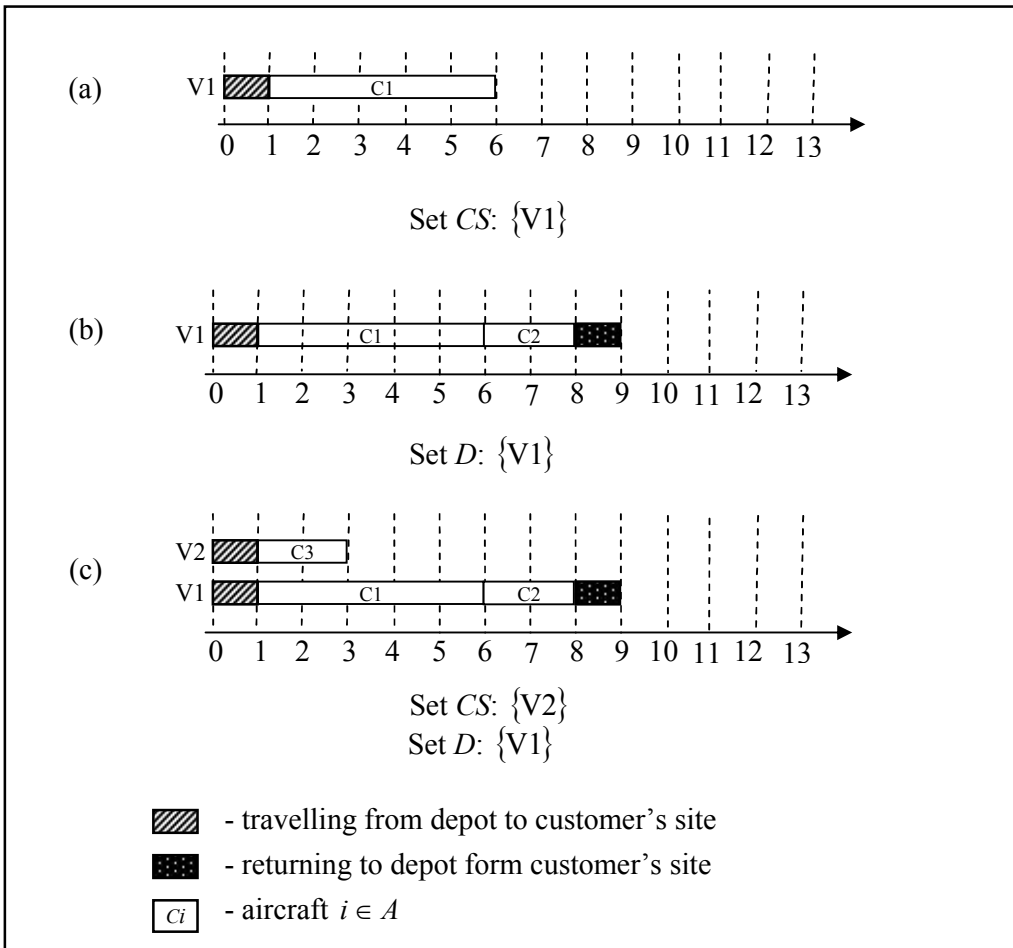 (a)
V1 C1
0 1 2 3 4 5 6 7 8 9 10 11 12 13
Set CS: {V1}
(b)
V1 C1 C2
0 1 2 3 4 5 6 7 8 9 10 11 12 13
Set D: {V1}
(c)
V2 C3
V1 C1 C2
0 1 2 3 4 5 6 7 8 9 10 11 12 13
Set CS: {V2}
Set D: {V1}
- travelling from depot to customer’s site
- returning to depot form customer’s site
Ci - aircraft i ∈ A